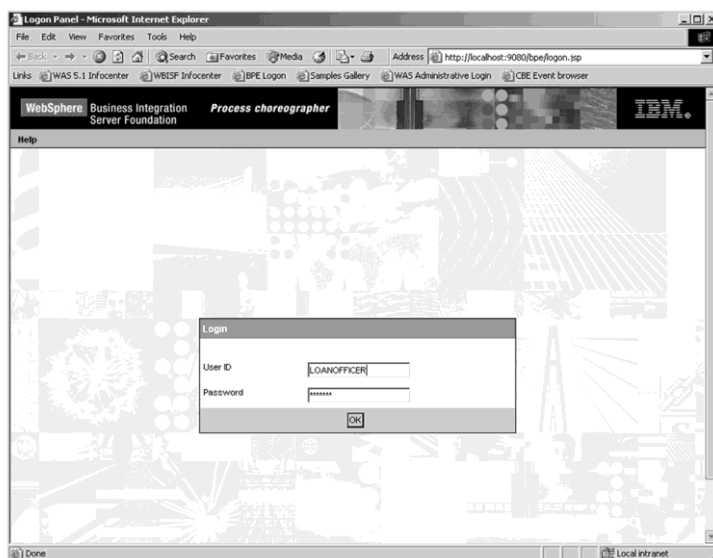 Logon Panel - Microsoft Internet Explorer
File Edit View Favorites Tools Help
Back Search Favorites Media Address http://localhost:9080/bpe/logon.jsp
Links WAS 5.1 Infocenter WBISF Infocenter BPE Logon Samples Gallery WAS Administrative Login CBE Event browser
WebSphere Business Integration Process choreographer IBM.
Server Foundation
Help
Login
User ID LOANOFFICER
Password *******
OK
Done Local intranet